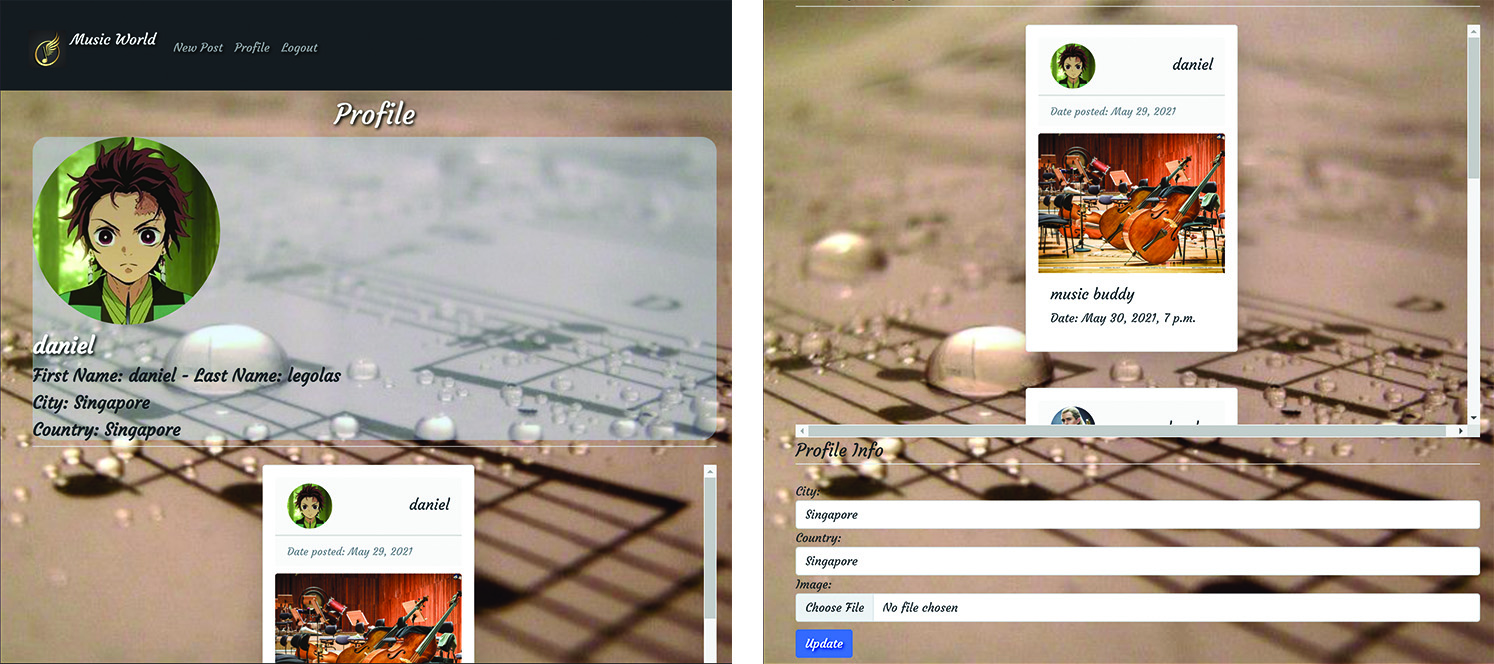 Music World
New Post Profile Logout
Profile
daniel
First Name: daniel - Last Name: legolas
City: Singapore
Country: Singapore
daniel
Date posted: May 29, 2021
daniel
Date posted: May 29, 2021
music buddy
Date: May 30, 2021, 7 p.m.
Profile Info
City:
Singapore
Country:
Singapore
Image:
Choose File No file chosen
Update